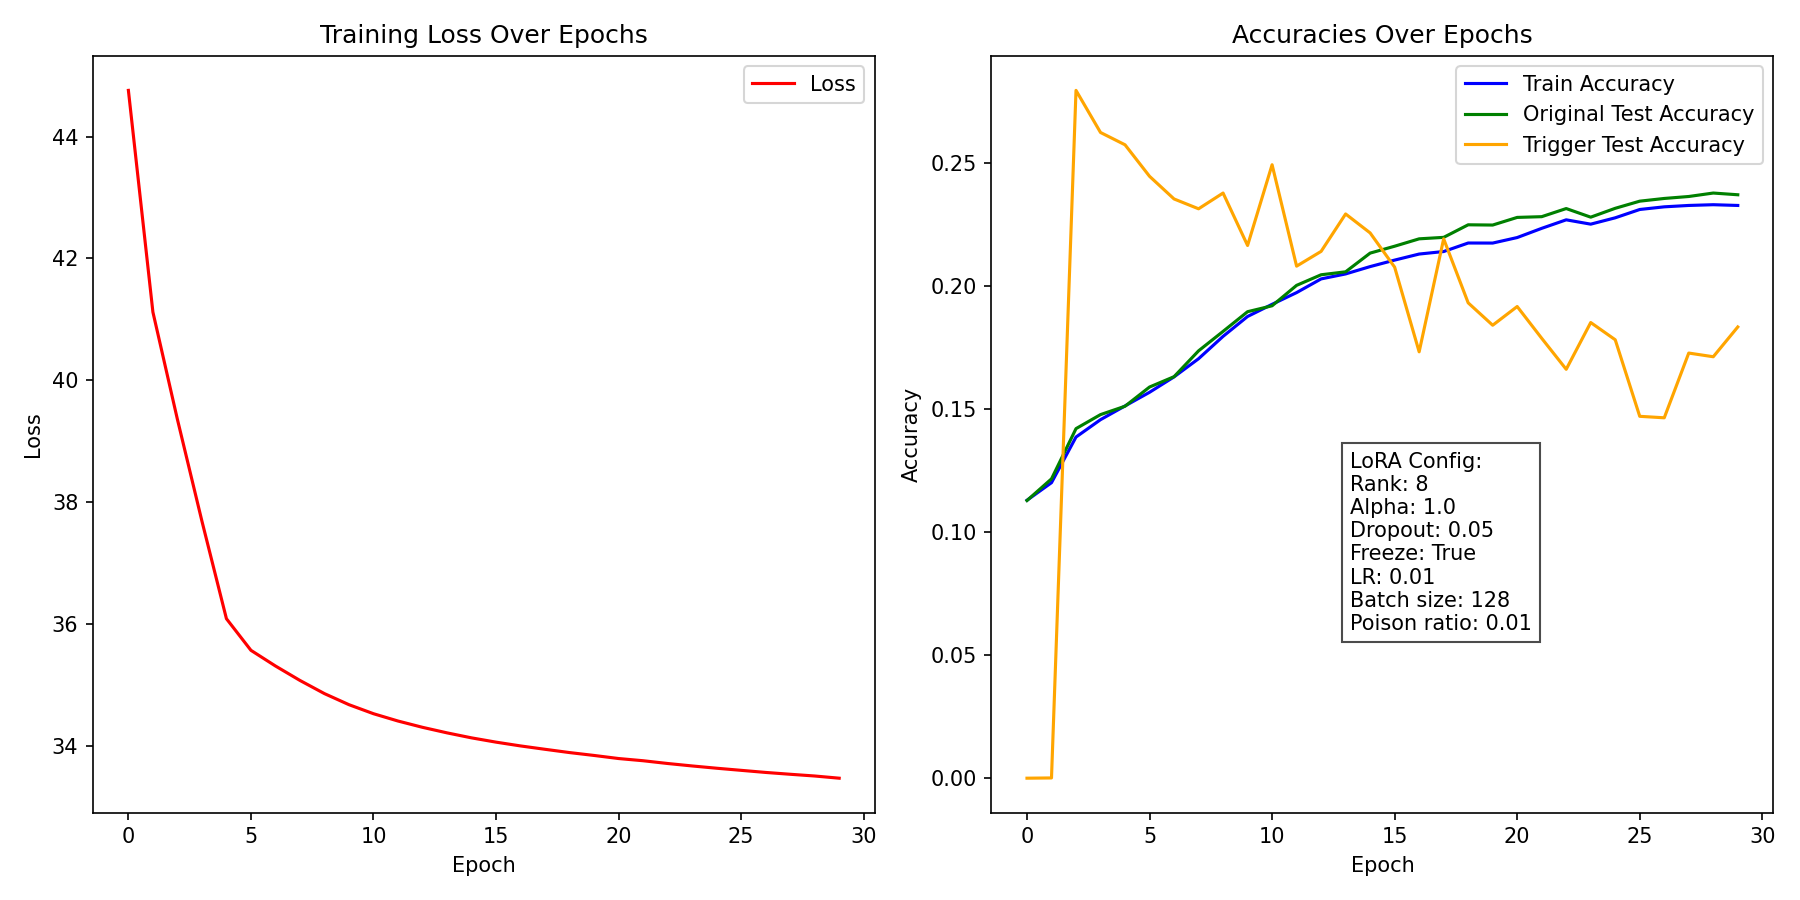 Training Loss Over Epochs
Loss
44
42
40
38
36
34
Loss
0 5 10 15 20 25 30
Epoch
Accuracies Over Epochs
Train Accuracy
Original Test Accuracy
Trigger Test Accuracy
0.25
0.20
0.15
0.10
0.05
0.00
Accuracy
LoRA Config:
Rank: 8
Alpha: 1.0
Dropout: 0.05
Freeze: True
LR: 0.01
Batch size: 128
Poison ratio: 0.01
0 5 10 15 20 25 30
Epoch